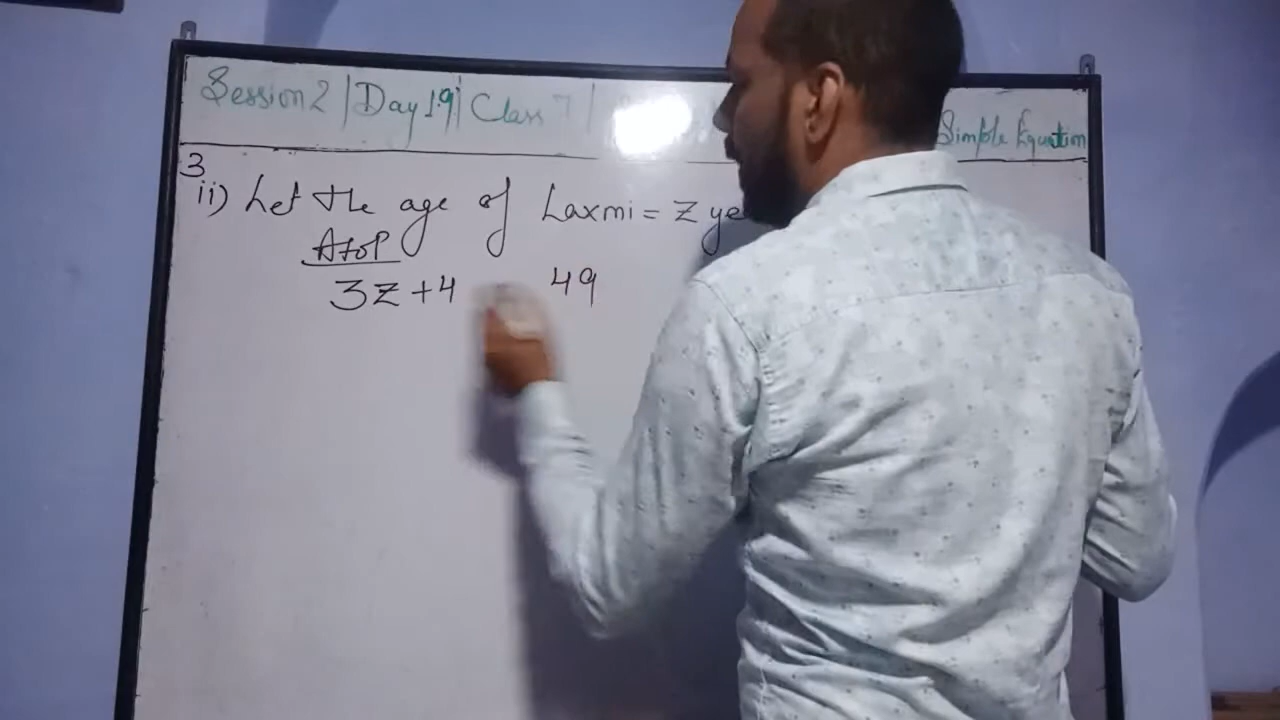 Session 2 | Day 19 | Class 7 |
Simple Equation
3
ii) Let the age of Laxmi = Z
ATOP
3Z + 4 49